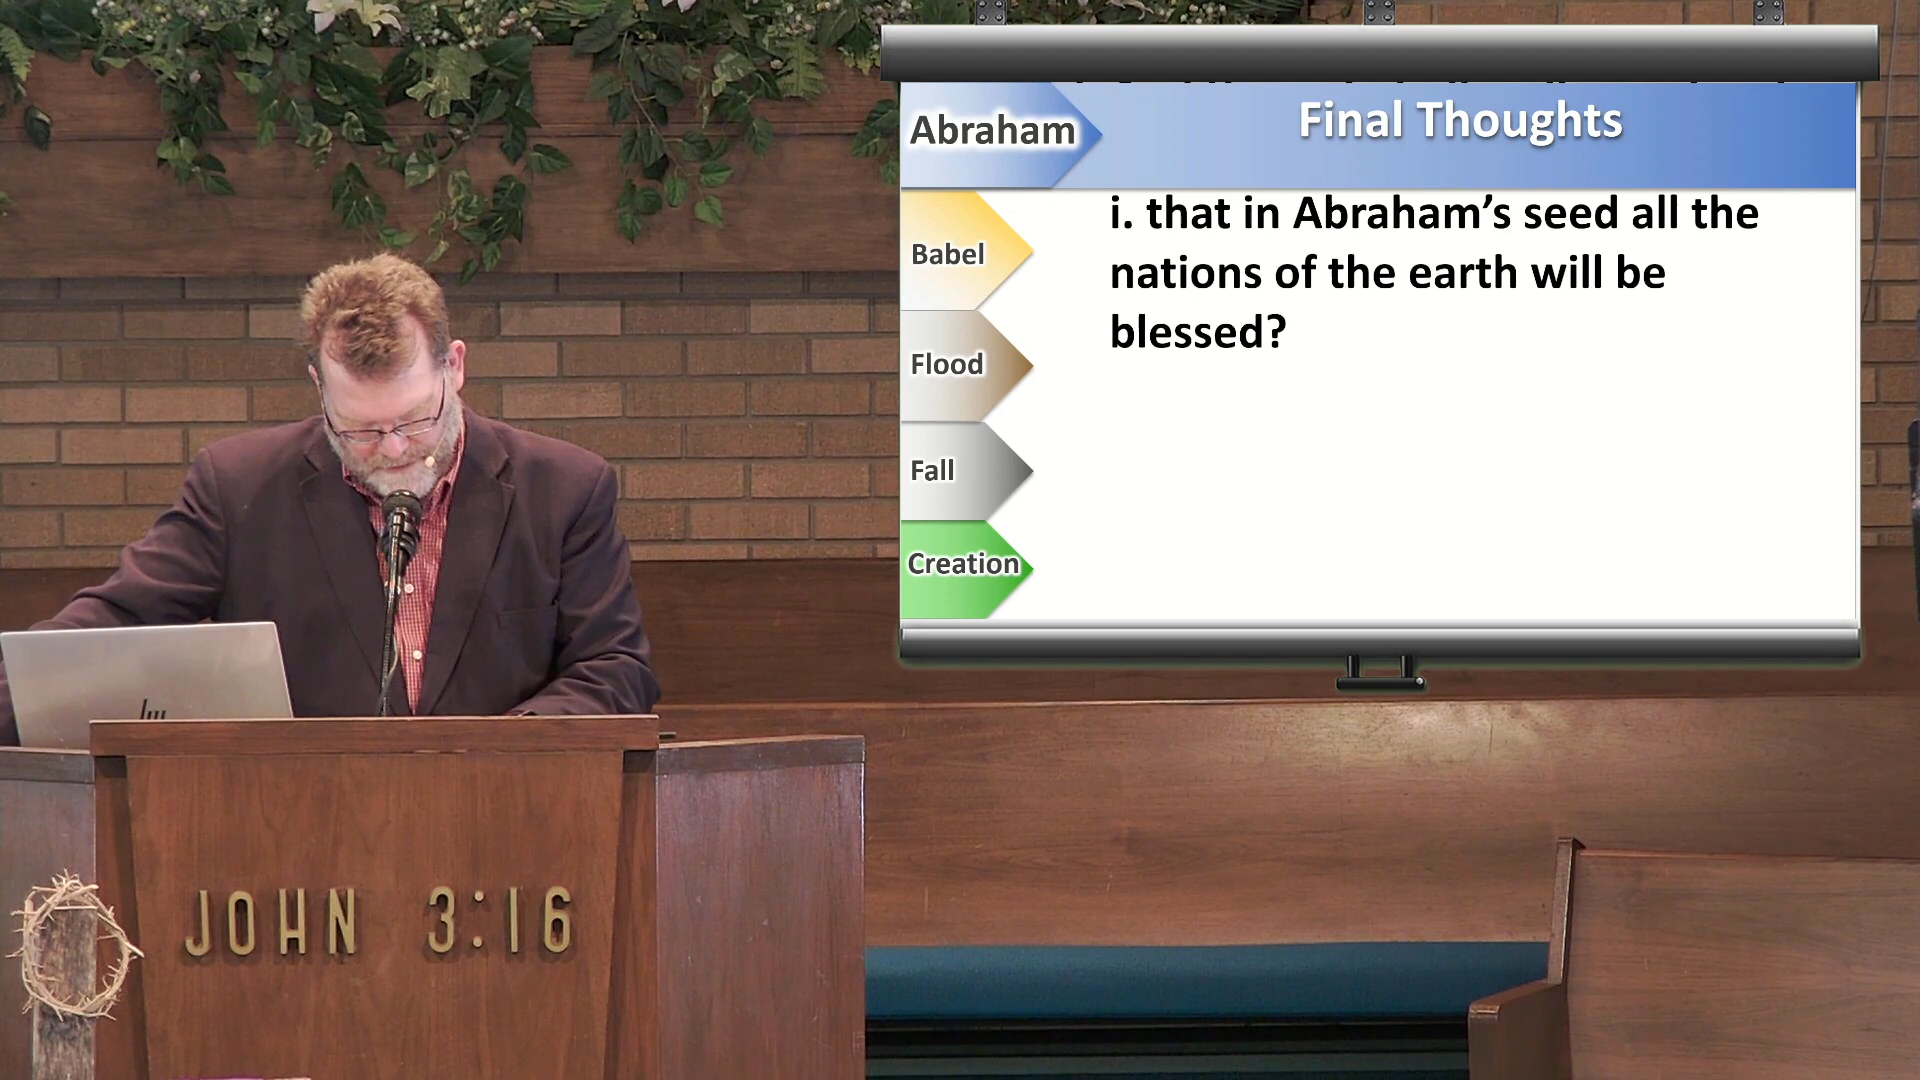 Abraham
Final Thoughts
i. that in Abraham's seed all the
nations of the earth will be
blessed?
Babel
Flood
Fall
Creation
hp
JOHN 3:16